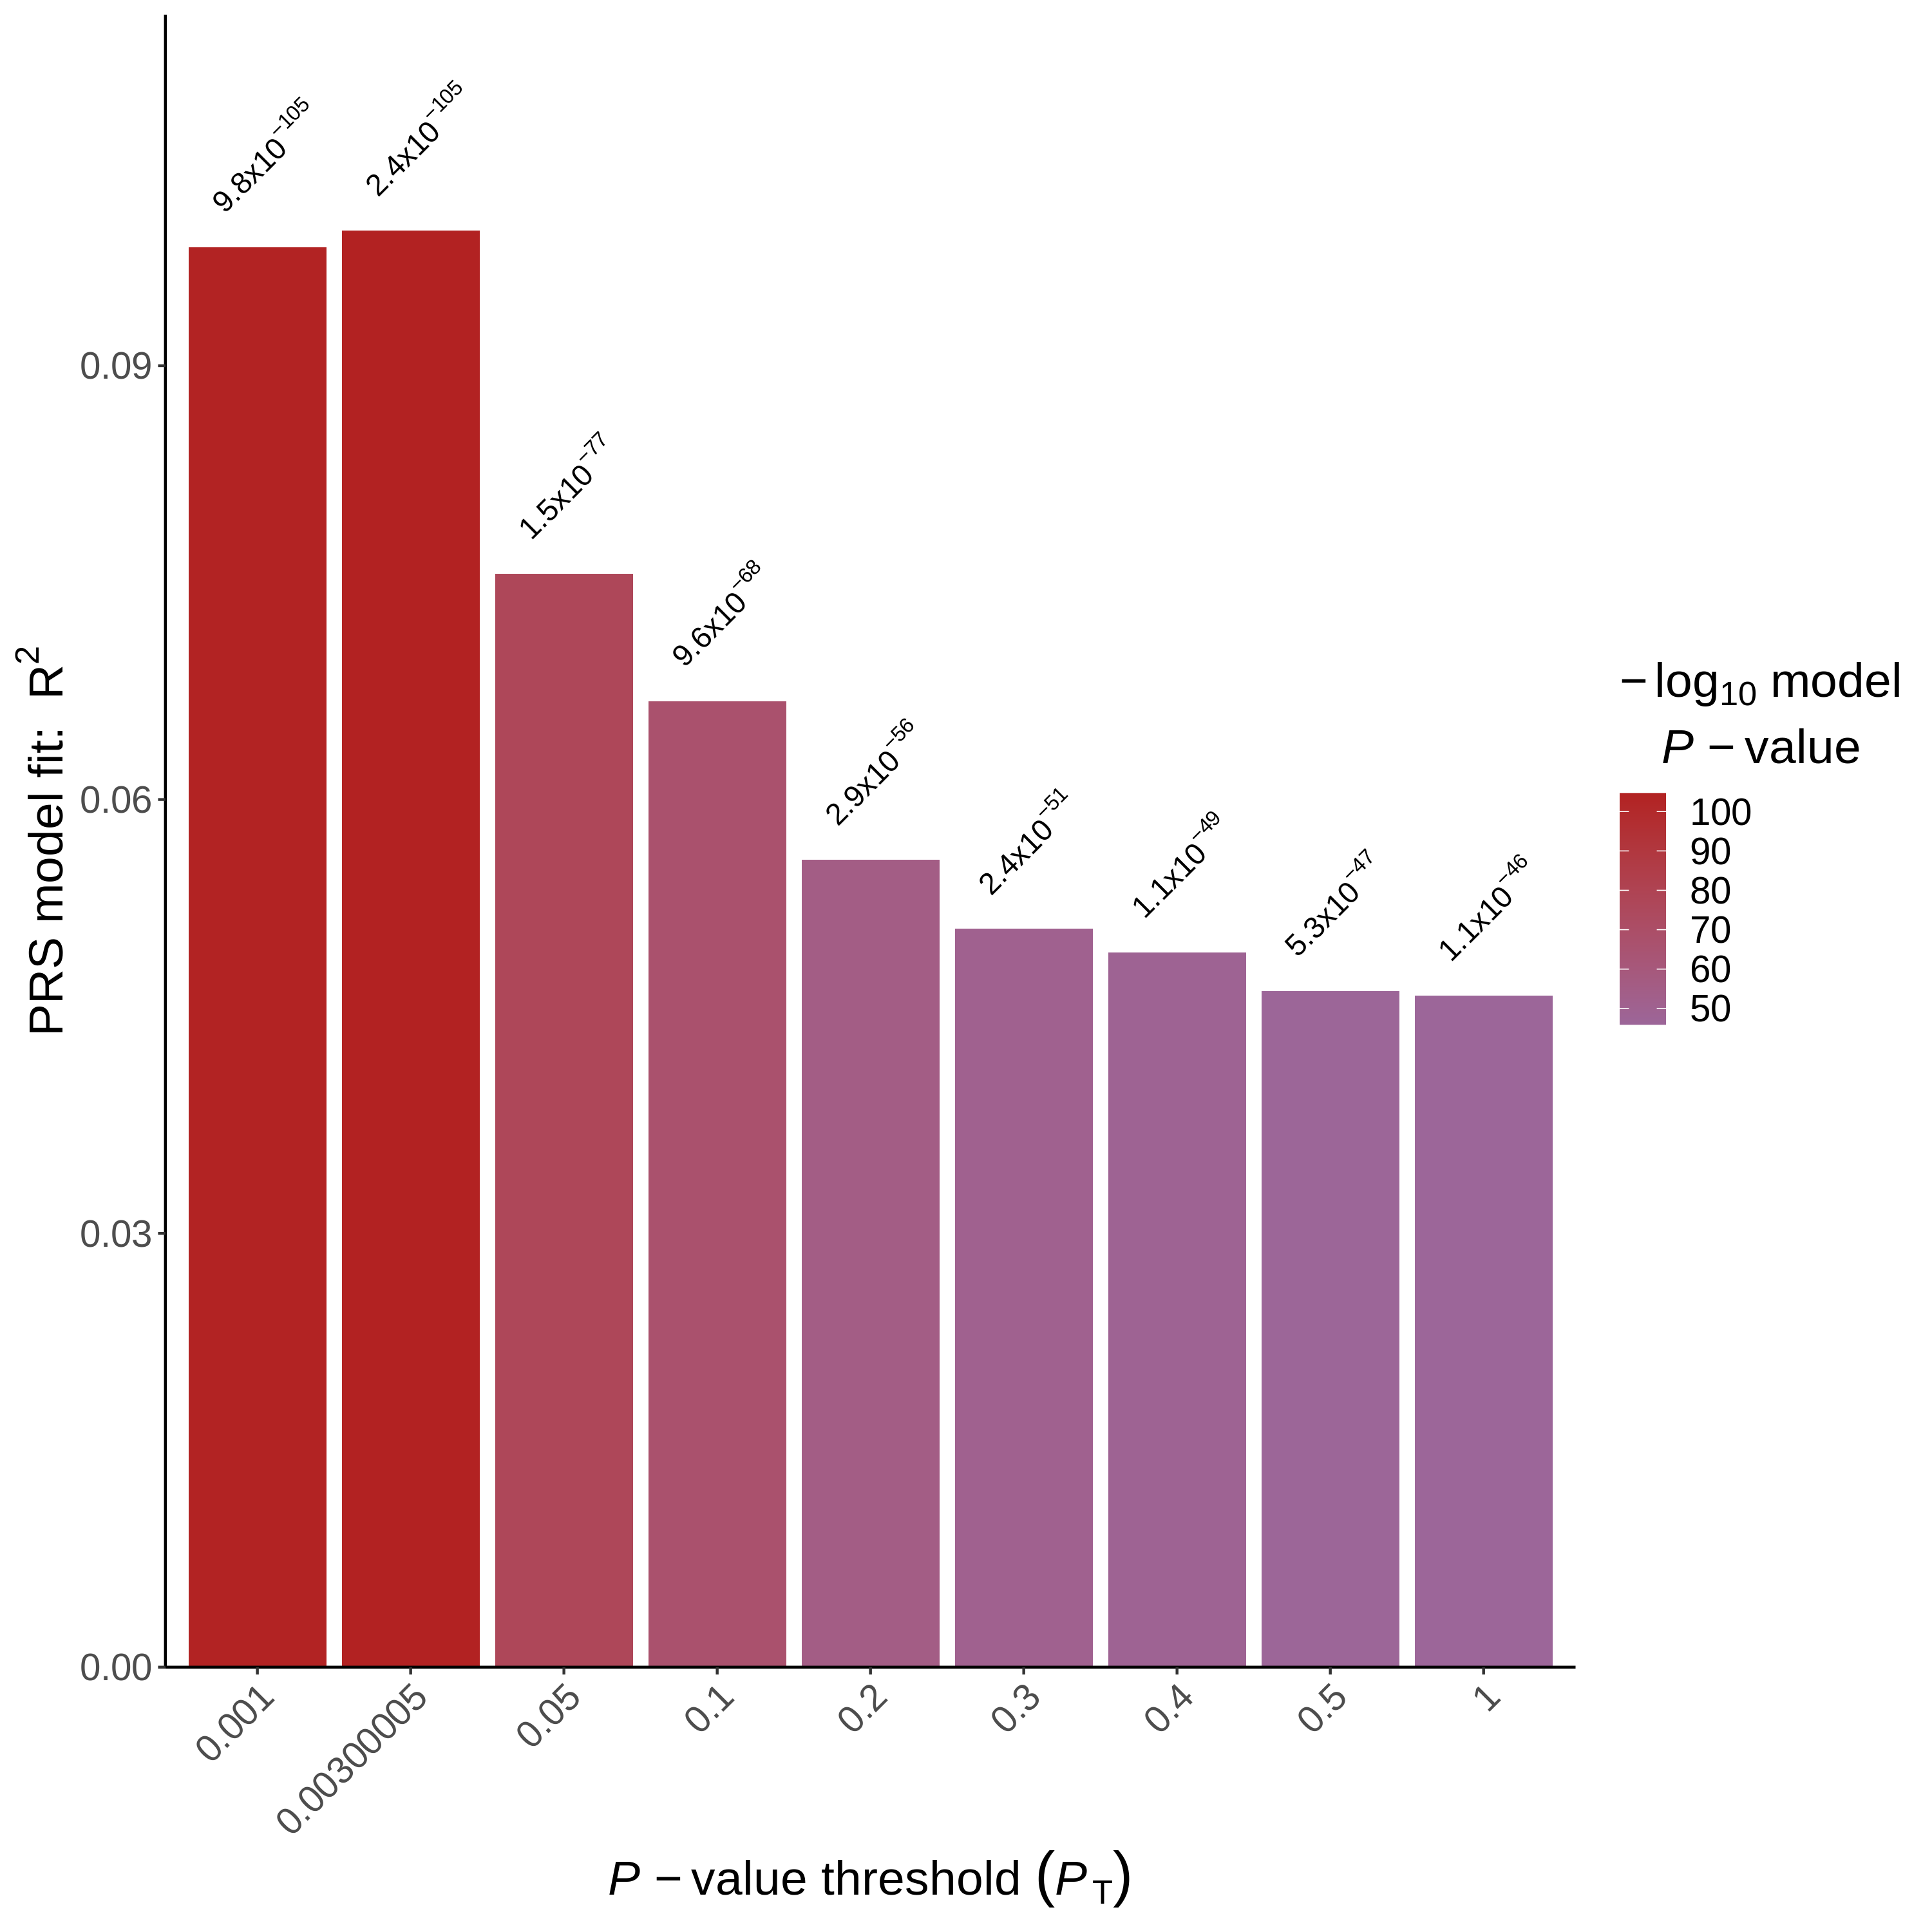 9.8x10⁻¹⁰⁵
2.4x10⁻¹⁰⁵
1.5x10⁻⁷⁷
9.6x10⁻⁶⁸
2.9x10⁻⁵⁶
2.4x10⁻⁵¹
1.1x10⁻⁴⁹
5.3x10⁻⁴⁷
1.1x10⁻⁴⁶
PRS model fit: R²
0.09
0.06
0.03
0.00
0.001
0.00300005
0.05
0.1
0.2
0.3
0.4
0.5
1
P − value threshold (P_T)
− log₁₀ model
P − value
100
90
80
70
60
50